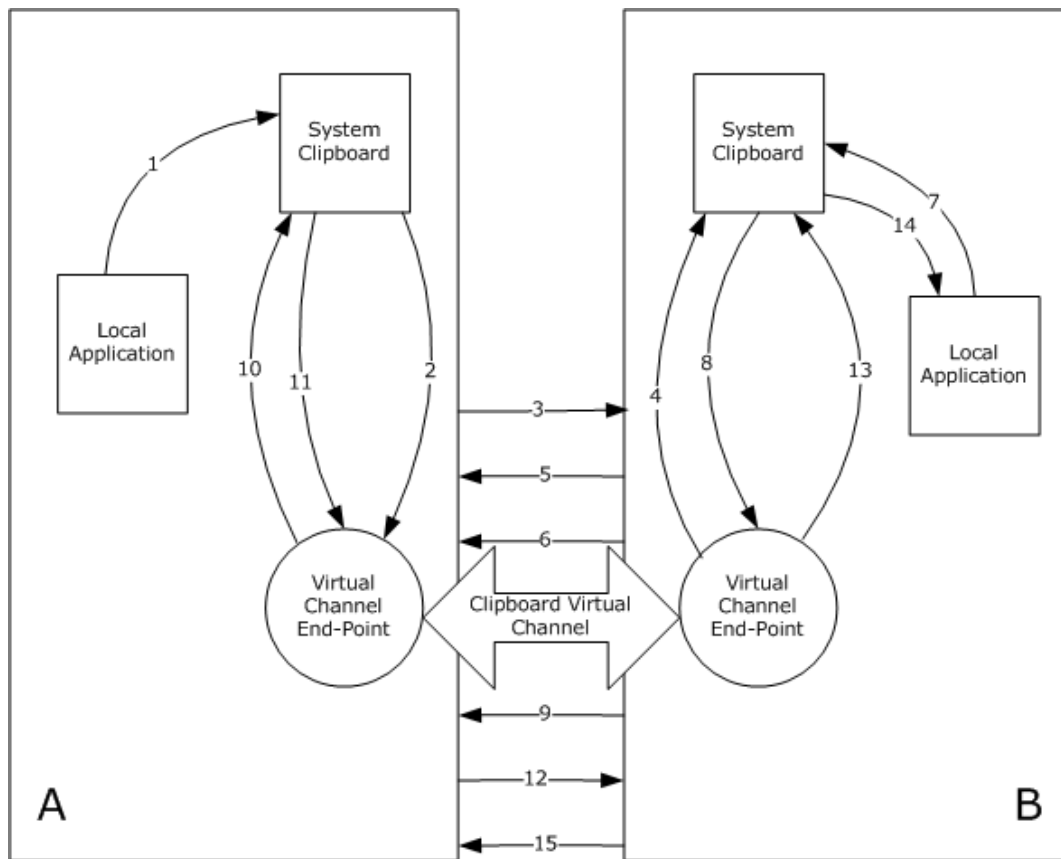 System
Clipboard
System
Clipboard
1
7
14
Local
Application
Local
Application
10
11
2
4
8
13
3
5
6
Virtual
Channel
End-Point
Clipboard Virtual
Channel
Virtual
Channel
End-Point
9
12
15
A
B